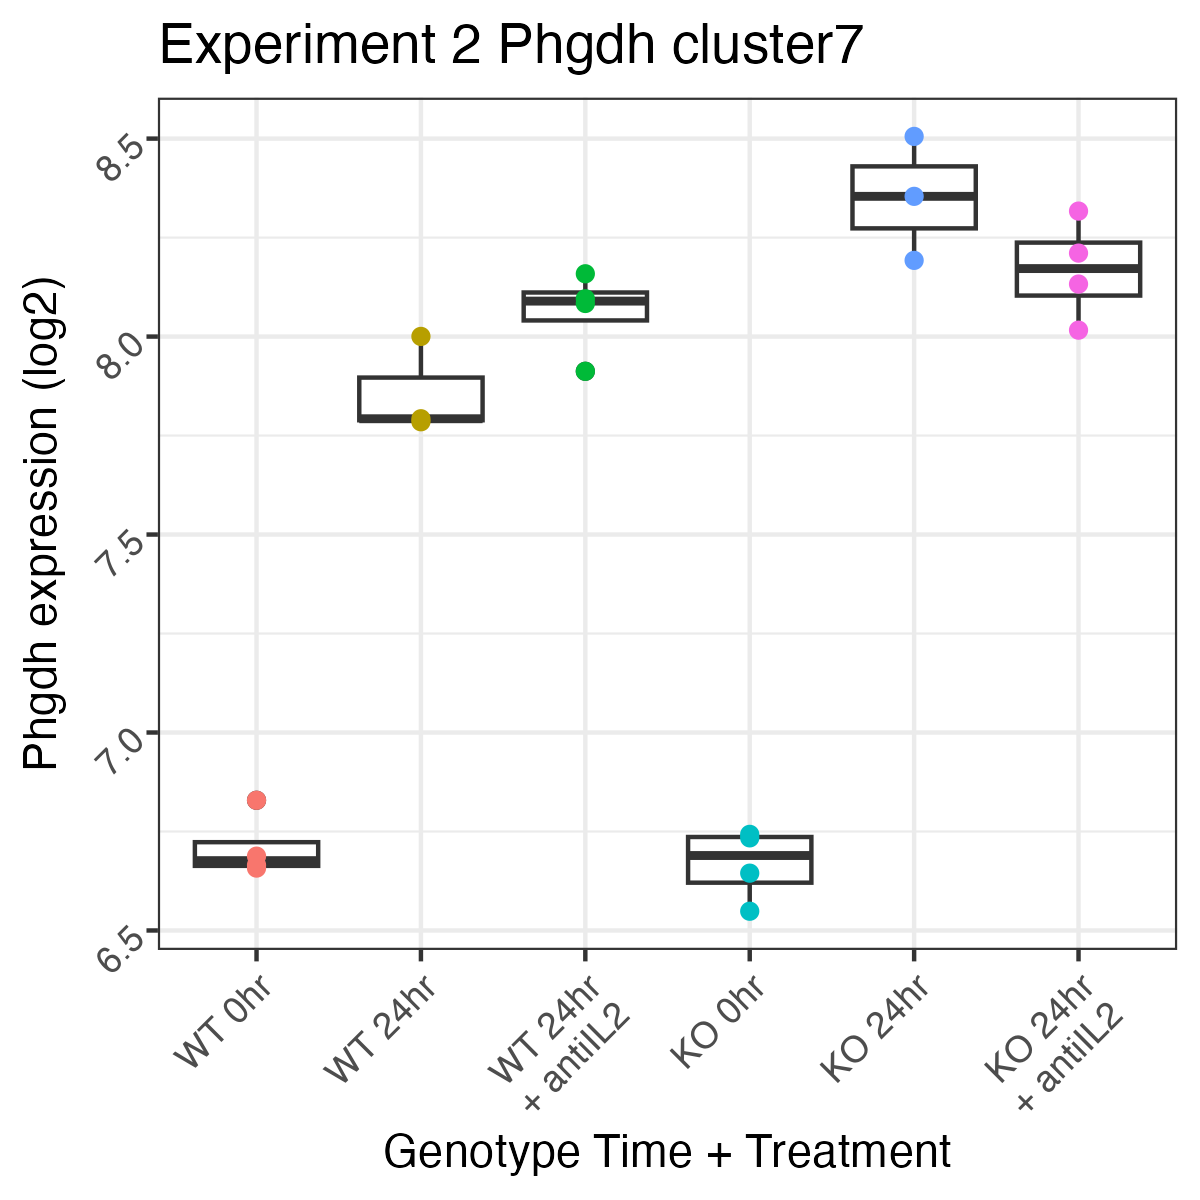 Experiment 2 Phgdh cluster7
Phgdh expression (log2)
8.5
8.0
7.5
7.0
6.5
WT 0hr
WT 24hr
WT 24hr
+ antiIL2
KO 0hr
KO 24hr
KO 24hr
+ antiIL2
Genotype Time + Treatment